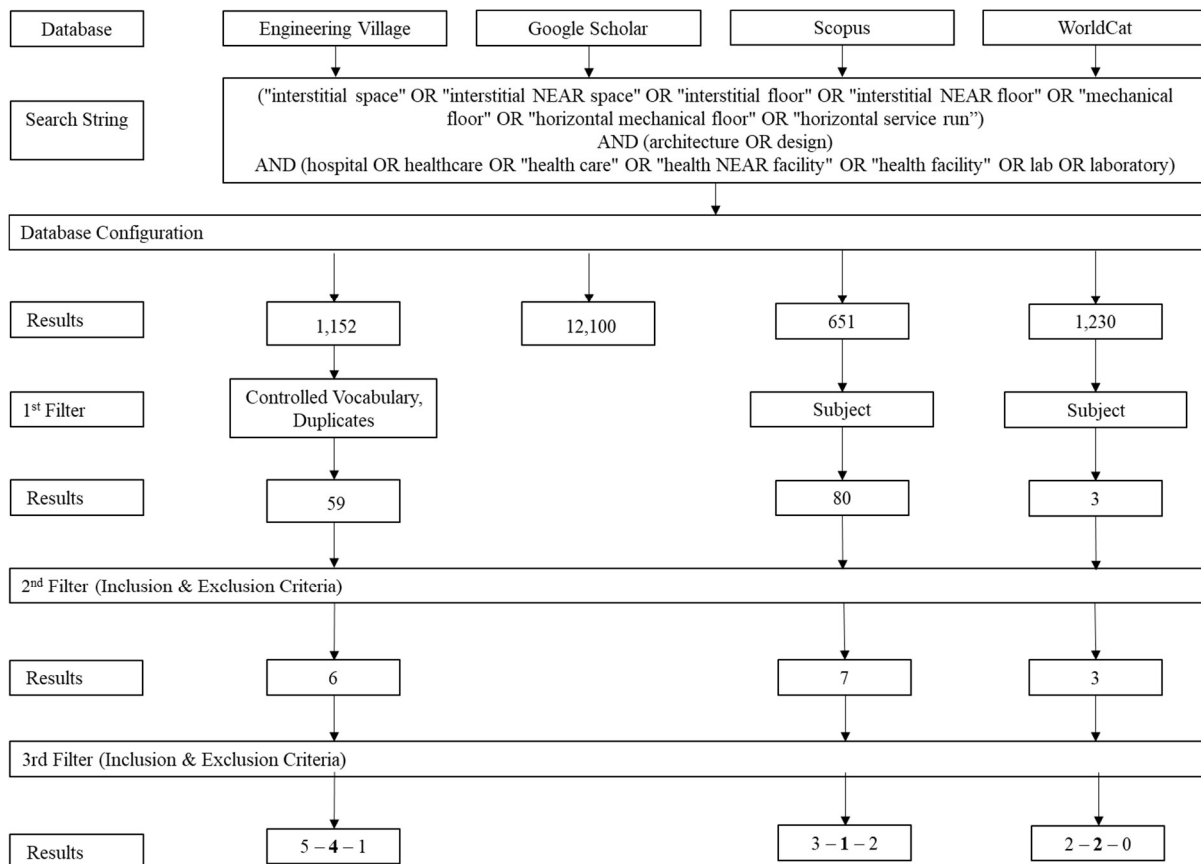 Database
Engineering Village
Google Scholar
Scopus
WorldCat
Search String
("interstitial space" OR "interstitial NEAR space" OR "interstitial floor" OR "interstitial NEAR floor" OR "mechanical
floor" OR "horizontal mechanical floor" OR "horizontal service run”)
AND (architecture OR design)
AND (hospital OR healthcare OR "health care" OR "health NEAR facility" OR "health facility" OR lab OR laboratory)
Database Configuration
Results
1,152
12,100
651
1,230
1st Filter
Controlled Vocabulary,
Duplicates
Subject
Subject
Results
59
80
3
2nd Filter (Inclusion & Exclusion Criteria)
Results
6
7
3
3rd Filter (Inclusion & Exclusion Criteria)
Results
5 – 4 – 1
3 – 1 – 2
2 – 2 – 0